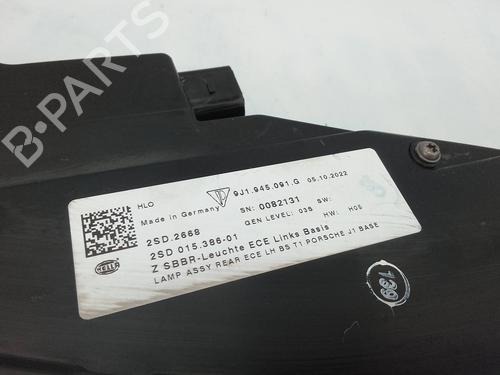 B-PARTS
HLO
Made in Germany
9J1.945.091.G 05.10.2022
SN: 0082131 SW:
GEN LEVEL: 03S HW: H05
2SD.2668
2SD 015.386-01
Z SBBR-Leuchte ECE Links Basis
LAMP ASSY REAR ECE LH BS T1 PORSCHE J1 BASE
HELLA
139